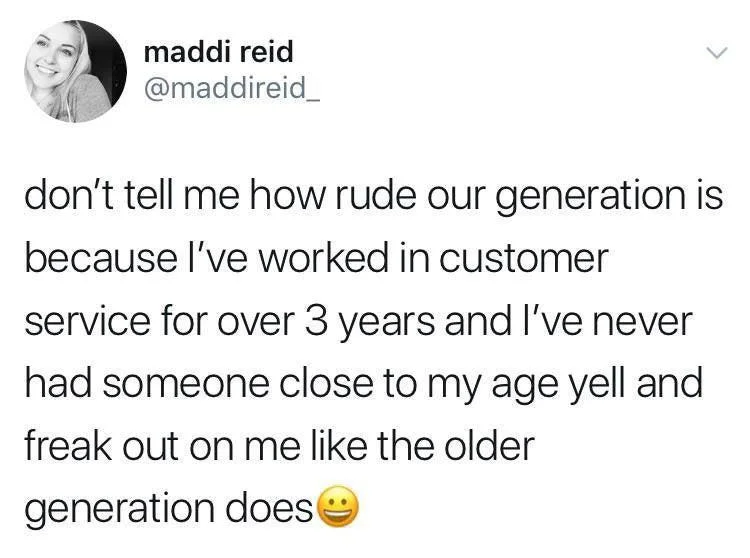 maddi reid
@maddireid_
don’t tell me how rude our generation is
because I’ve worked in customer
service for over 3 years and I’ve never
had someone close to my age yell and
freak out on me like the older
generation does😀